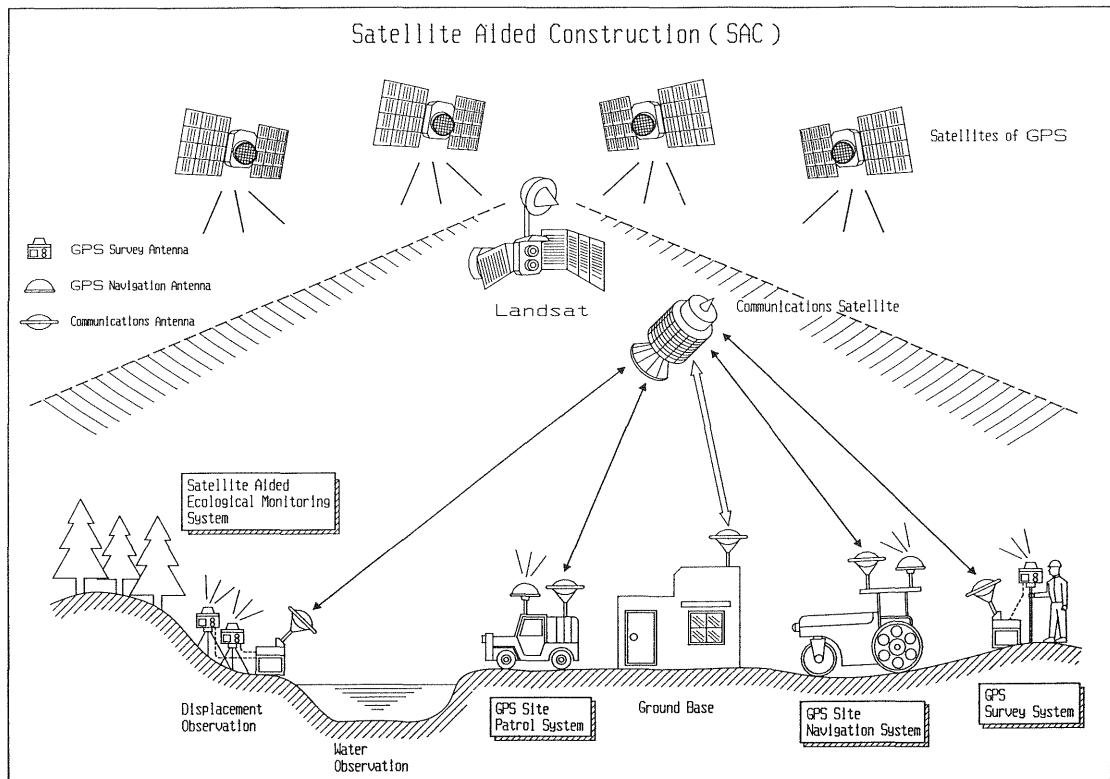 Satellite Aided Construction (SAC)
Satellites of GPS
GPS Survey Antenna
GPS Navigation Antenna
Communications Antenna
Landsat
Communications Satellite
Satellite Aided
Ecological Monitoring
System
Displacement
Observation
Water
Observation
GPS Site
Patrol System
Ground Base
GPS Site
Navigation System
GPS
Survey System